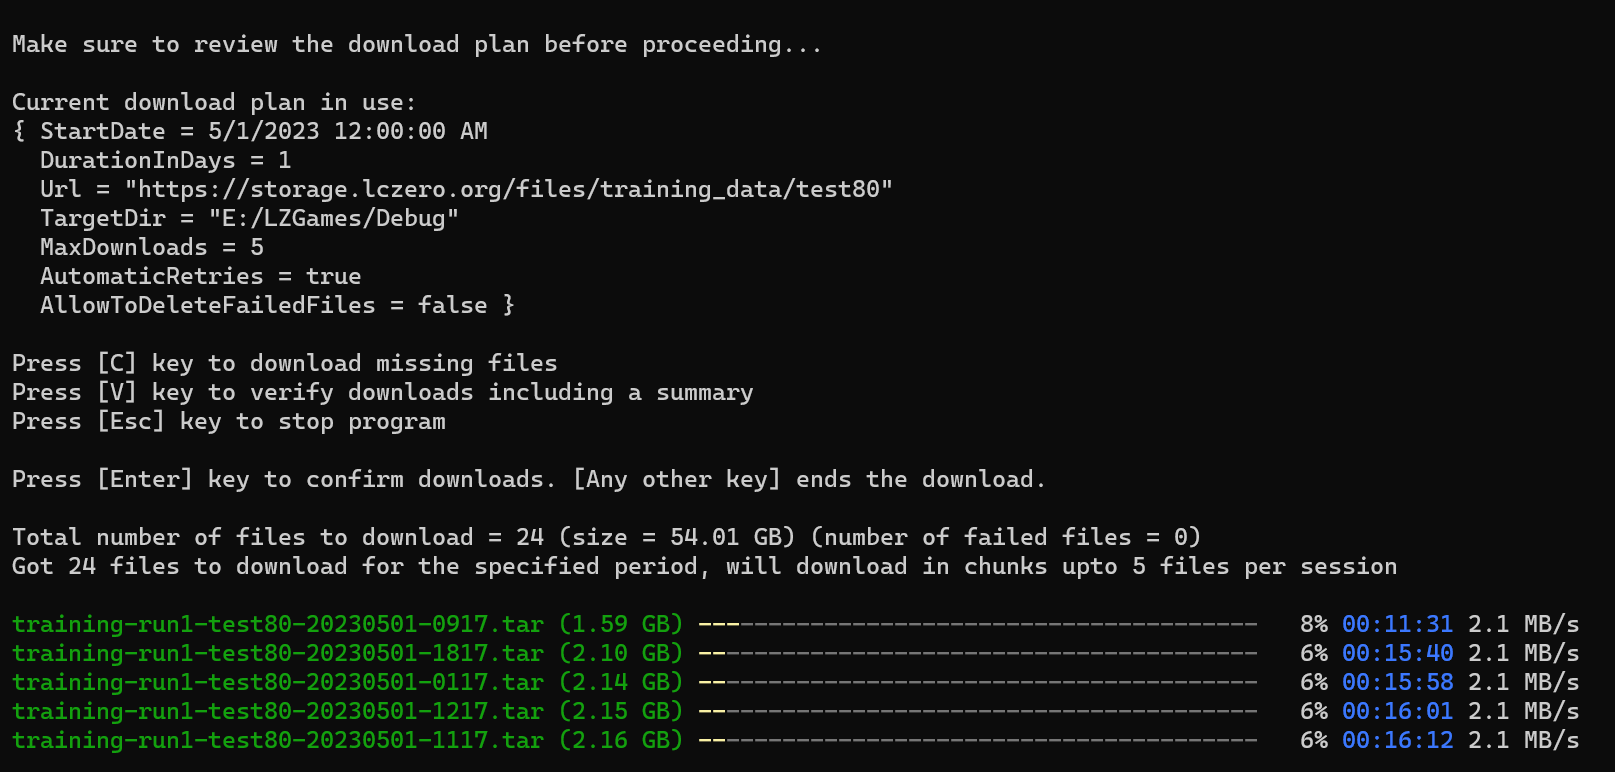 Make sure to review the download plan before proceeding...
Current download plan in use:
{ StartDate = 5/1/2023 12:00:00 AM
DurationInDays = 1
Url = "https://storage.lczero.org/files/training_data/test80"
TargetDir = "E:/LZGames/Debug"
MaxDownloads = 5
AutomaticRetries = true
AllowToDeleteFailedFiles = false }
Press [C] key to download missing files
Press [V] key to verify downloads including a summary
Press [Esc] key to stop program
Press [Enter] key to confirm downloads. [Any other key] ends the download.
Total number of files to download = 24 (size = 54.01 GB) (number of failed files = 0)
Got 24 files to download for the specified period, will download in chunks upto 5 files per session
training-run1-test80-20230501-0917.tar (1.59 GB) 8% 00:11:31 2.1 MB/s
training-run1-test80-20230501-1817.tar (2.10 GB) 6% 00:15:40 2.1 MB/s
training-run1-test80-20230501-0117.tar (2.14 GB) 6% 00:15:58 2.1 MB/s
training-run1-test80-20230501-1217.tar (2.15 GB) 6% 00:16:01 2.1 MB/s
training-run1-test80-20230501-1117.tar (2.16 GB) 6% 00:16:12 2.1 MB/s